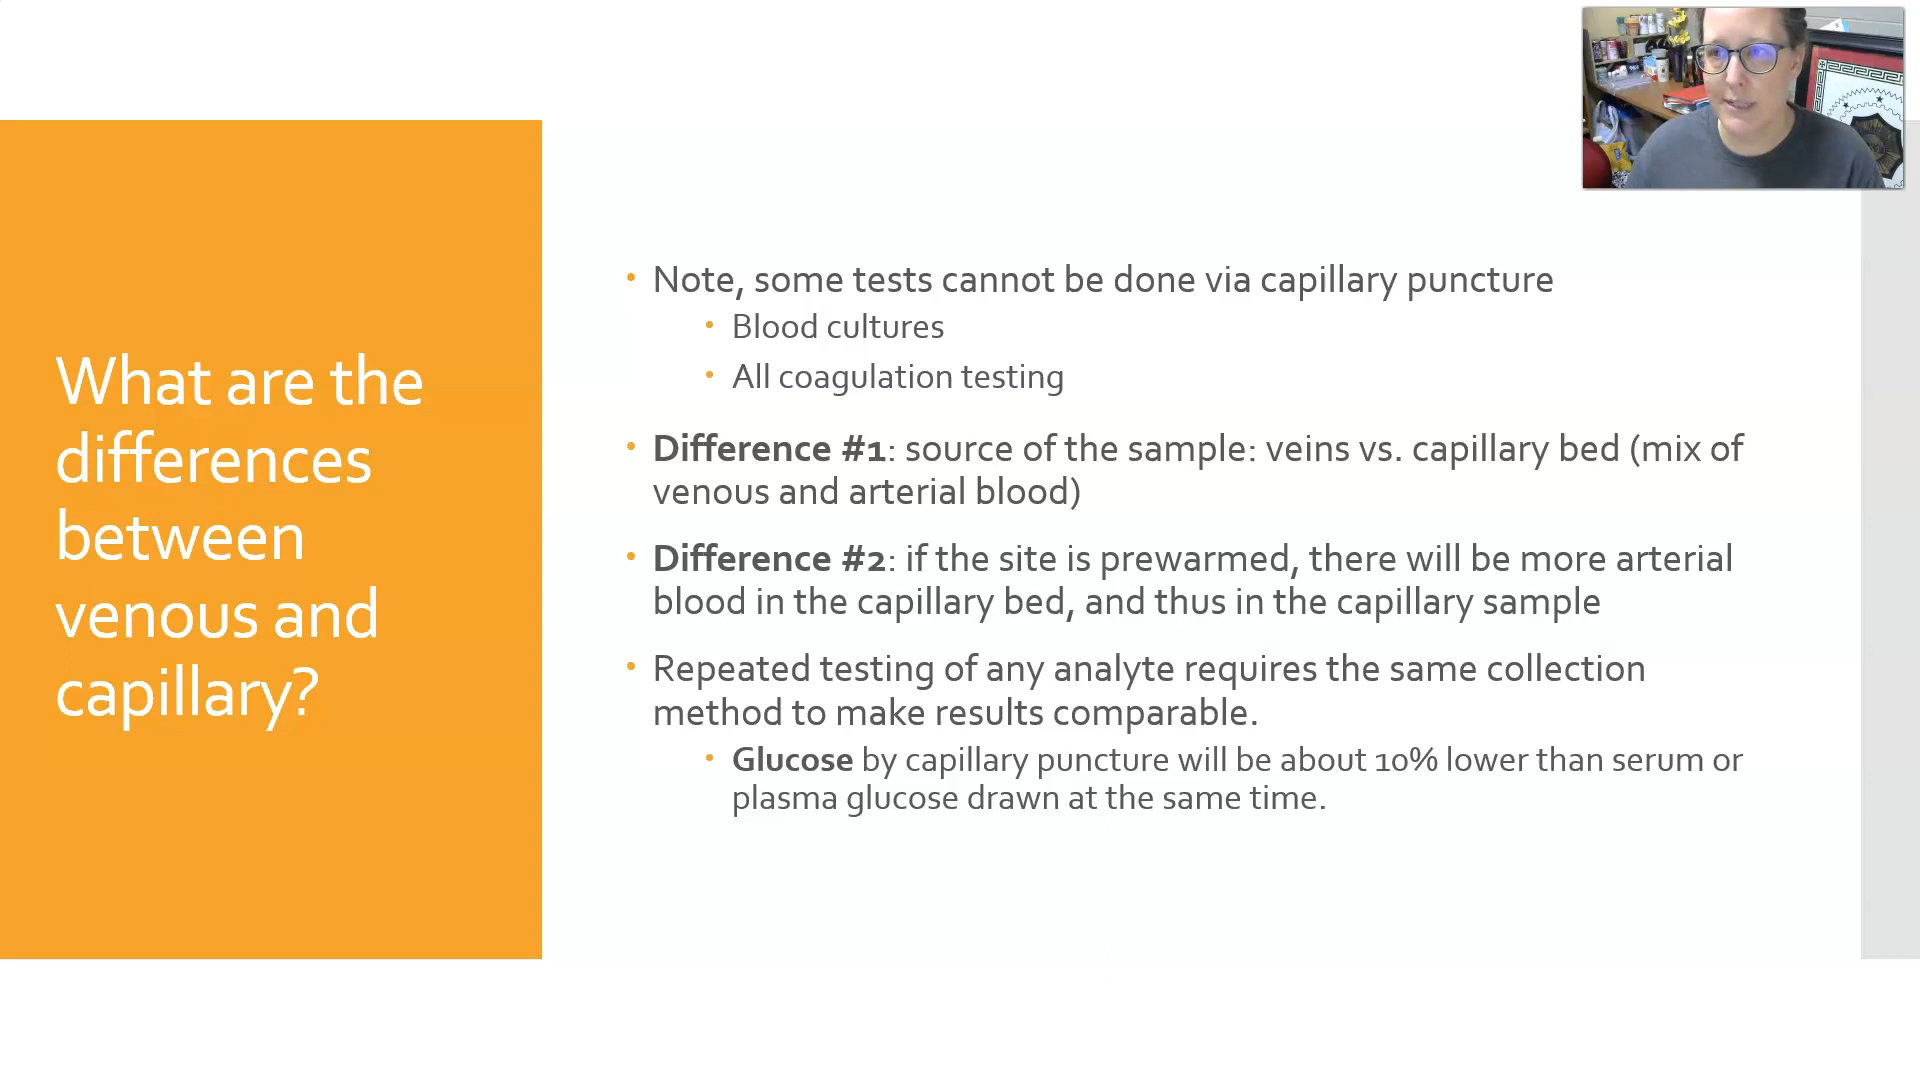 What are the
differences
between
venous and
capillary?
Note, some tests cannot be done via capillary puncture
Blood cultures
All coagulation testing
Difference #1: source of the sample: veins vs. capillary bed (mix of
venous and arterial blood)
Difference #2: if the site is prewarmed, there will be more arterial
blood in the capillary bed, and thus in the capillary sample
Repeated testing of any analyte requires the same collection
method to make results comparable.
Glucose by capillary puncture will be about 10% lower than serum or
plasma glucose drawn at the same time.